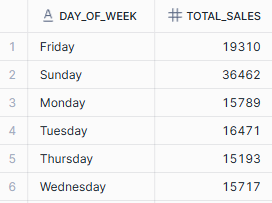 A DAY_OF_WEEK # TOTAL_SALES
1 Friday 19310
2 Sunday 36462
3 Monday 15789
4 Tuesday 16471
5 Thursday 15193
6 Wednesday 15717